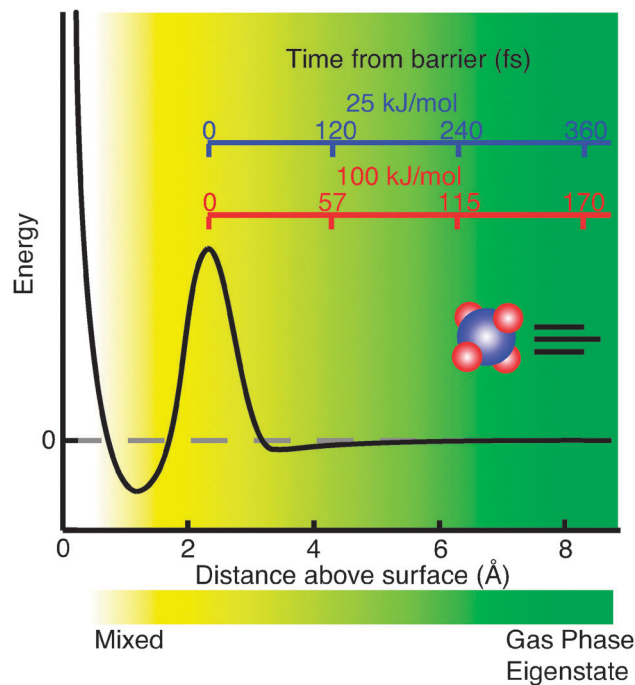 Time from barrier (fs)
25 kJ/mol
0 120 240 360
100 kJ/mol
0 57 115 170
Energy
0
0 2 4 6 8
Distance above surface (Å)
Mixed
Gas Phase
Eigenstate